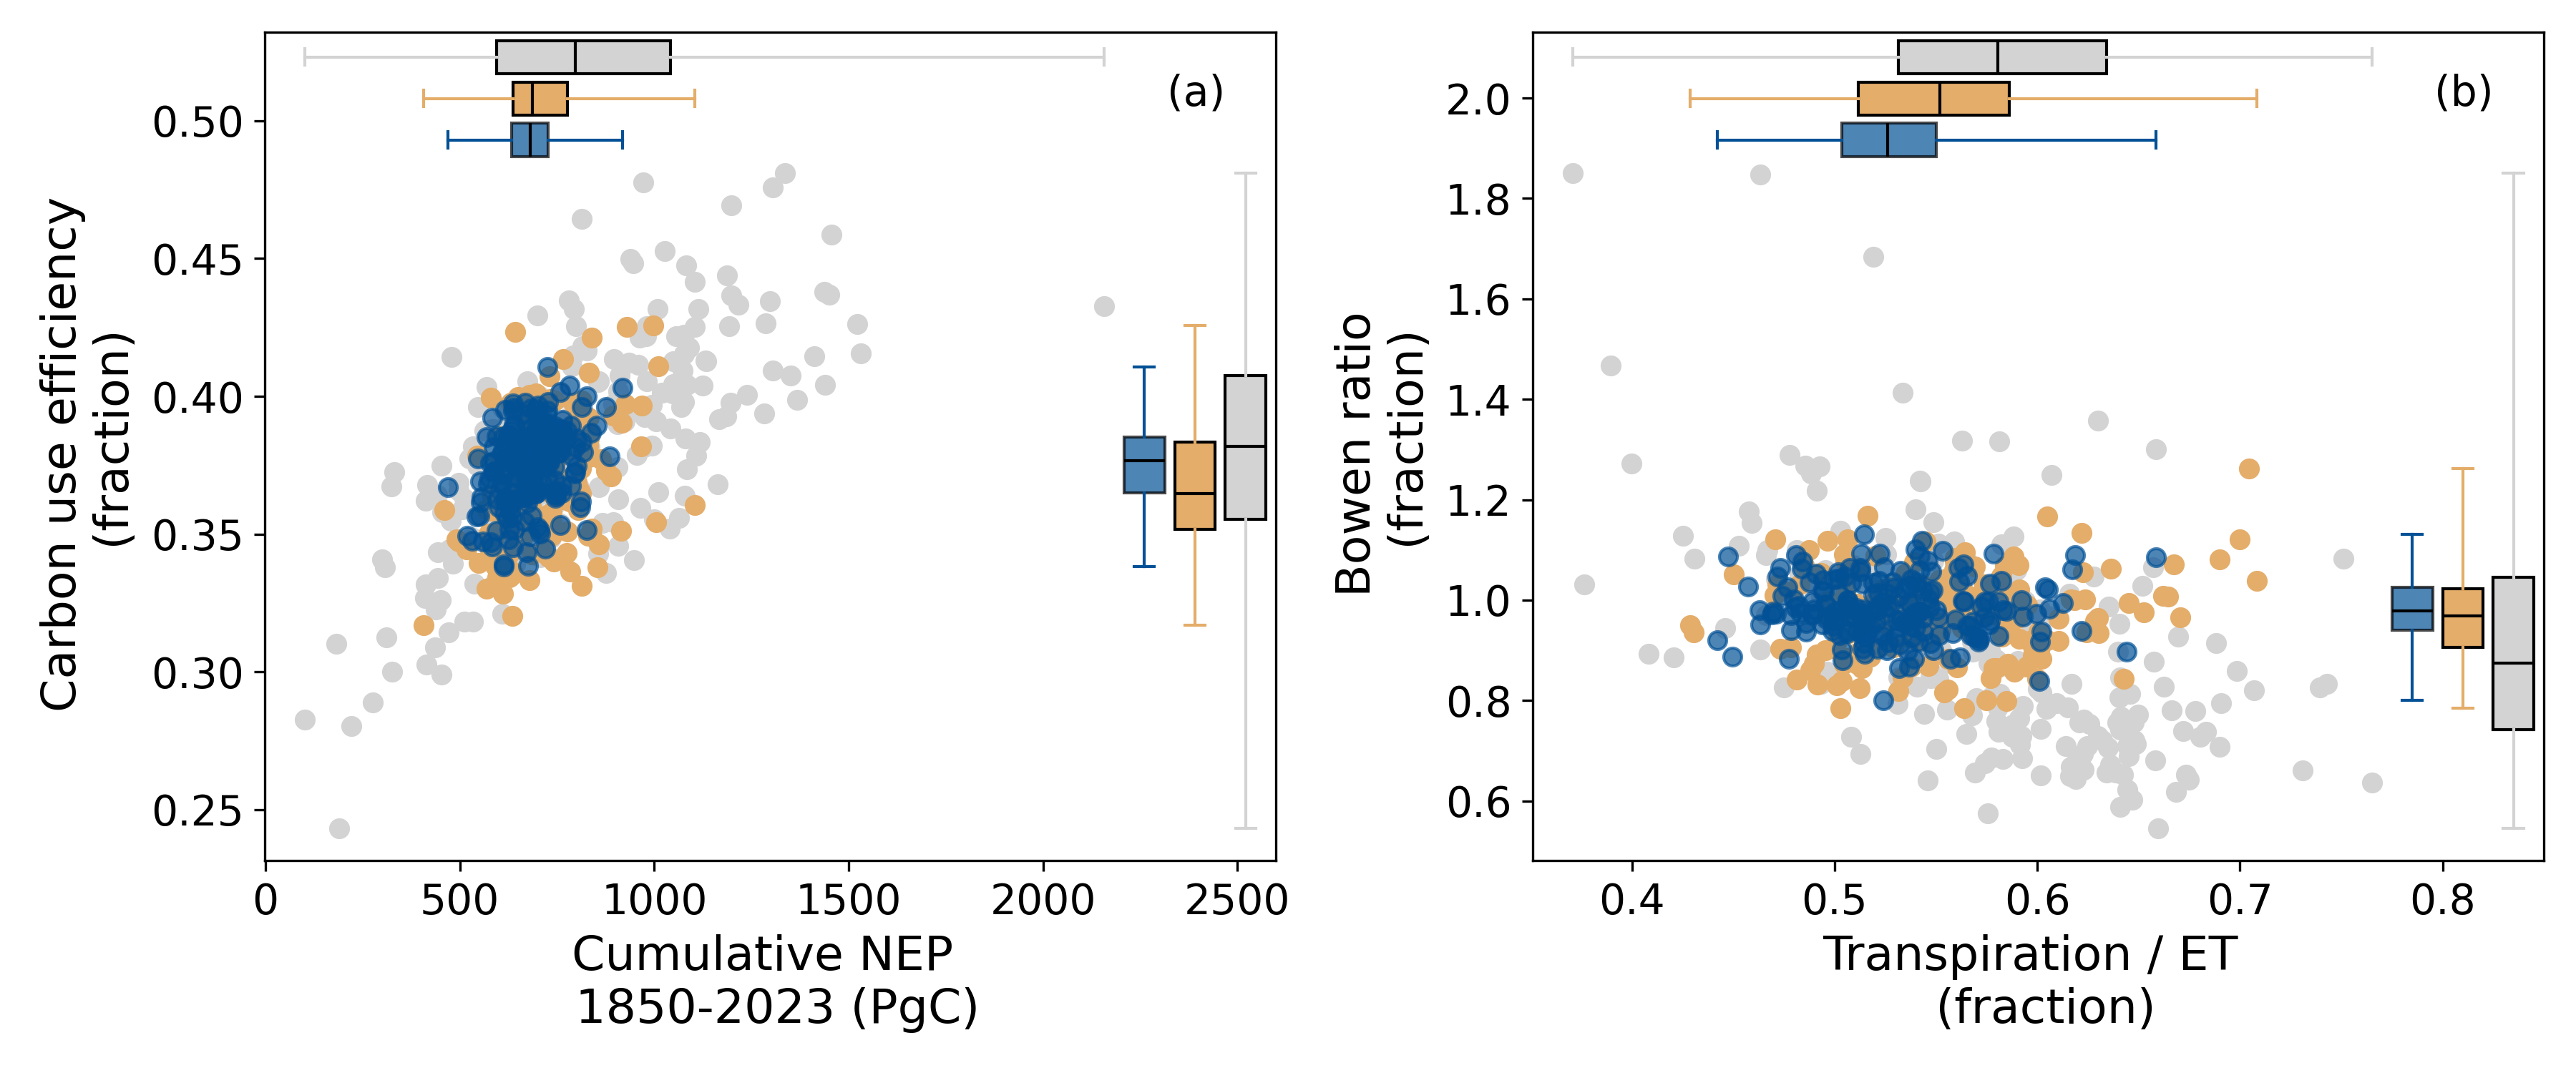 (a)
0.50
0.45
0.40
0.35
0.30
0.25
Carbon use efficiency
(fraction)
0 500 1000 1500 2000 2500
Cumulative NEP
1850-2023 (PgC)
(b)
2.0
1.8
1.6
1.4
1.2
1.0
0.8
0.6
Bowen ratio
(fraction)
0.4 0.5 0.6 0.7 0.8
Transpiration / ET
(fraction)